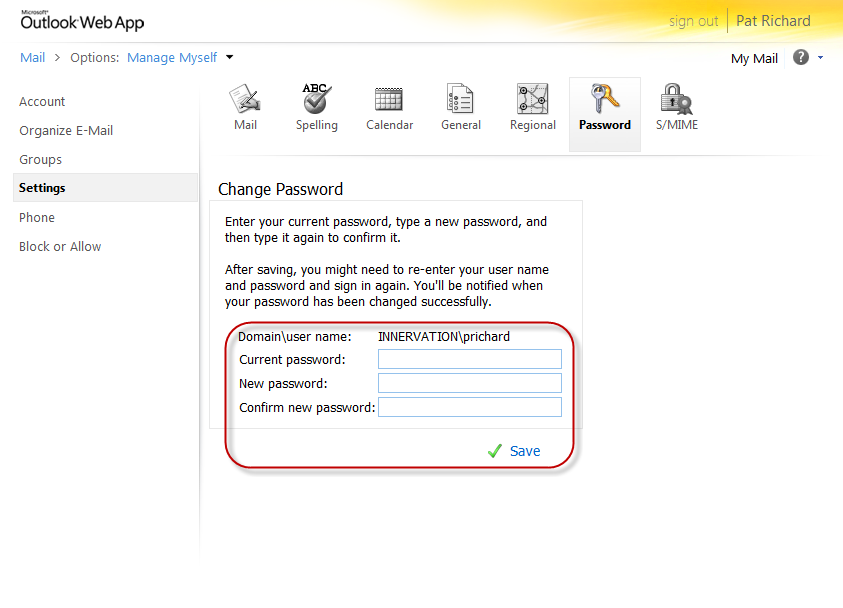 Microsoft®
Outlook Web App
sign out Pat Richard
Mail > Options: Manage Myself
My Mail ?
Account
Organize E-Mail
Groups
Settings
Phone
Block or Allow
ABC
Mail Spelling Calendar General Regional Password S/MIME
Change Password
Enter your current password, type a new password, and
then type it again to confirm it.
After saving, you might need to re-enter your user name
and password and sign in again. You'll be notified when
your password has been changed successfully.
Domain\user name: INNERVATION\prichard
Current password:
New password:
Confirm new password:
Save